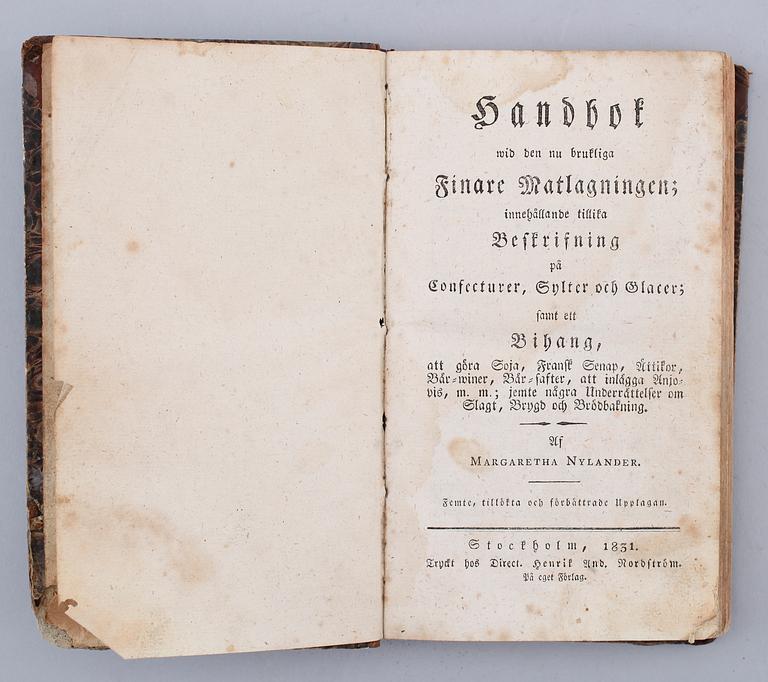 Handbok
wid den nu brukliga
Finare Matlagningen;
innehållande tillika
Beskrifning
på
Confecturer, Sylter och Glacer;
samt ett
Bihang,
att göra Soja, Fransk Senap, Ättikor,
Bär-winer, Bär-safter, att inlägga Anjo-
vis, m. m.; jemte några Underrättelser om
Slagt, Brygd och Brödbakning.
Af
MARGARETHA NYLANDER.
Femte, tillökta och förbättrade Upplagan.
Stockholm, 1831.
Tryckt hos Direct. Henrik And. Nordström.
På eget Förlag.